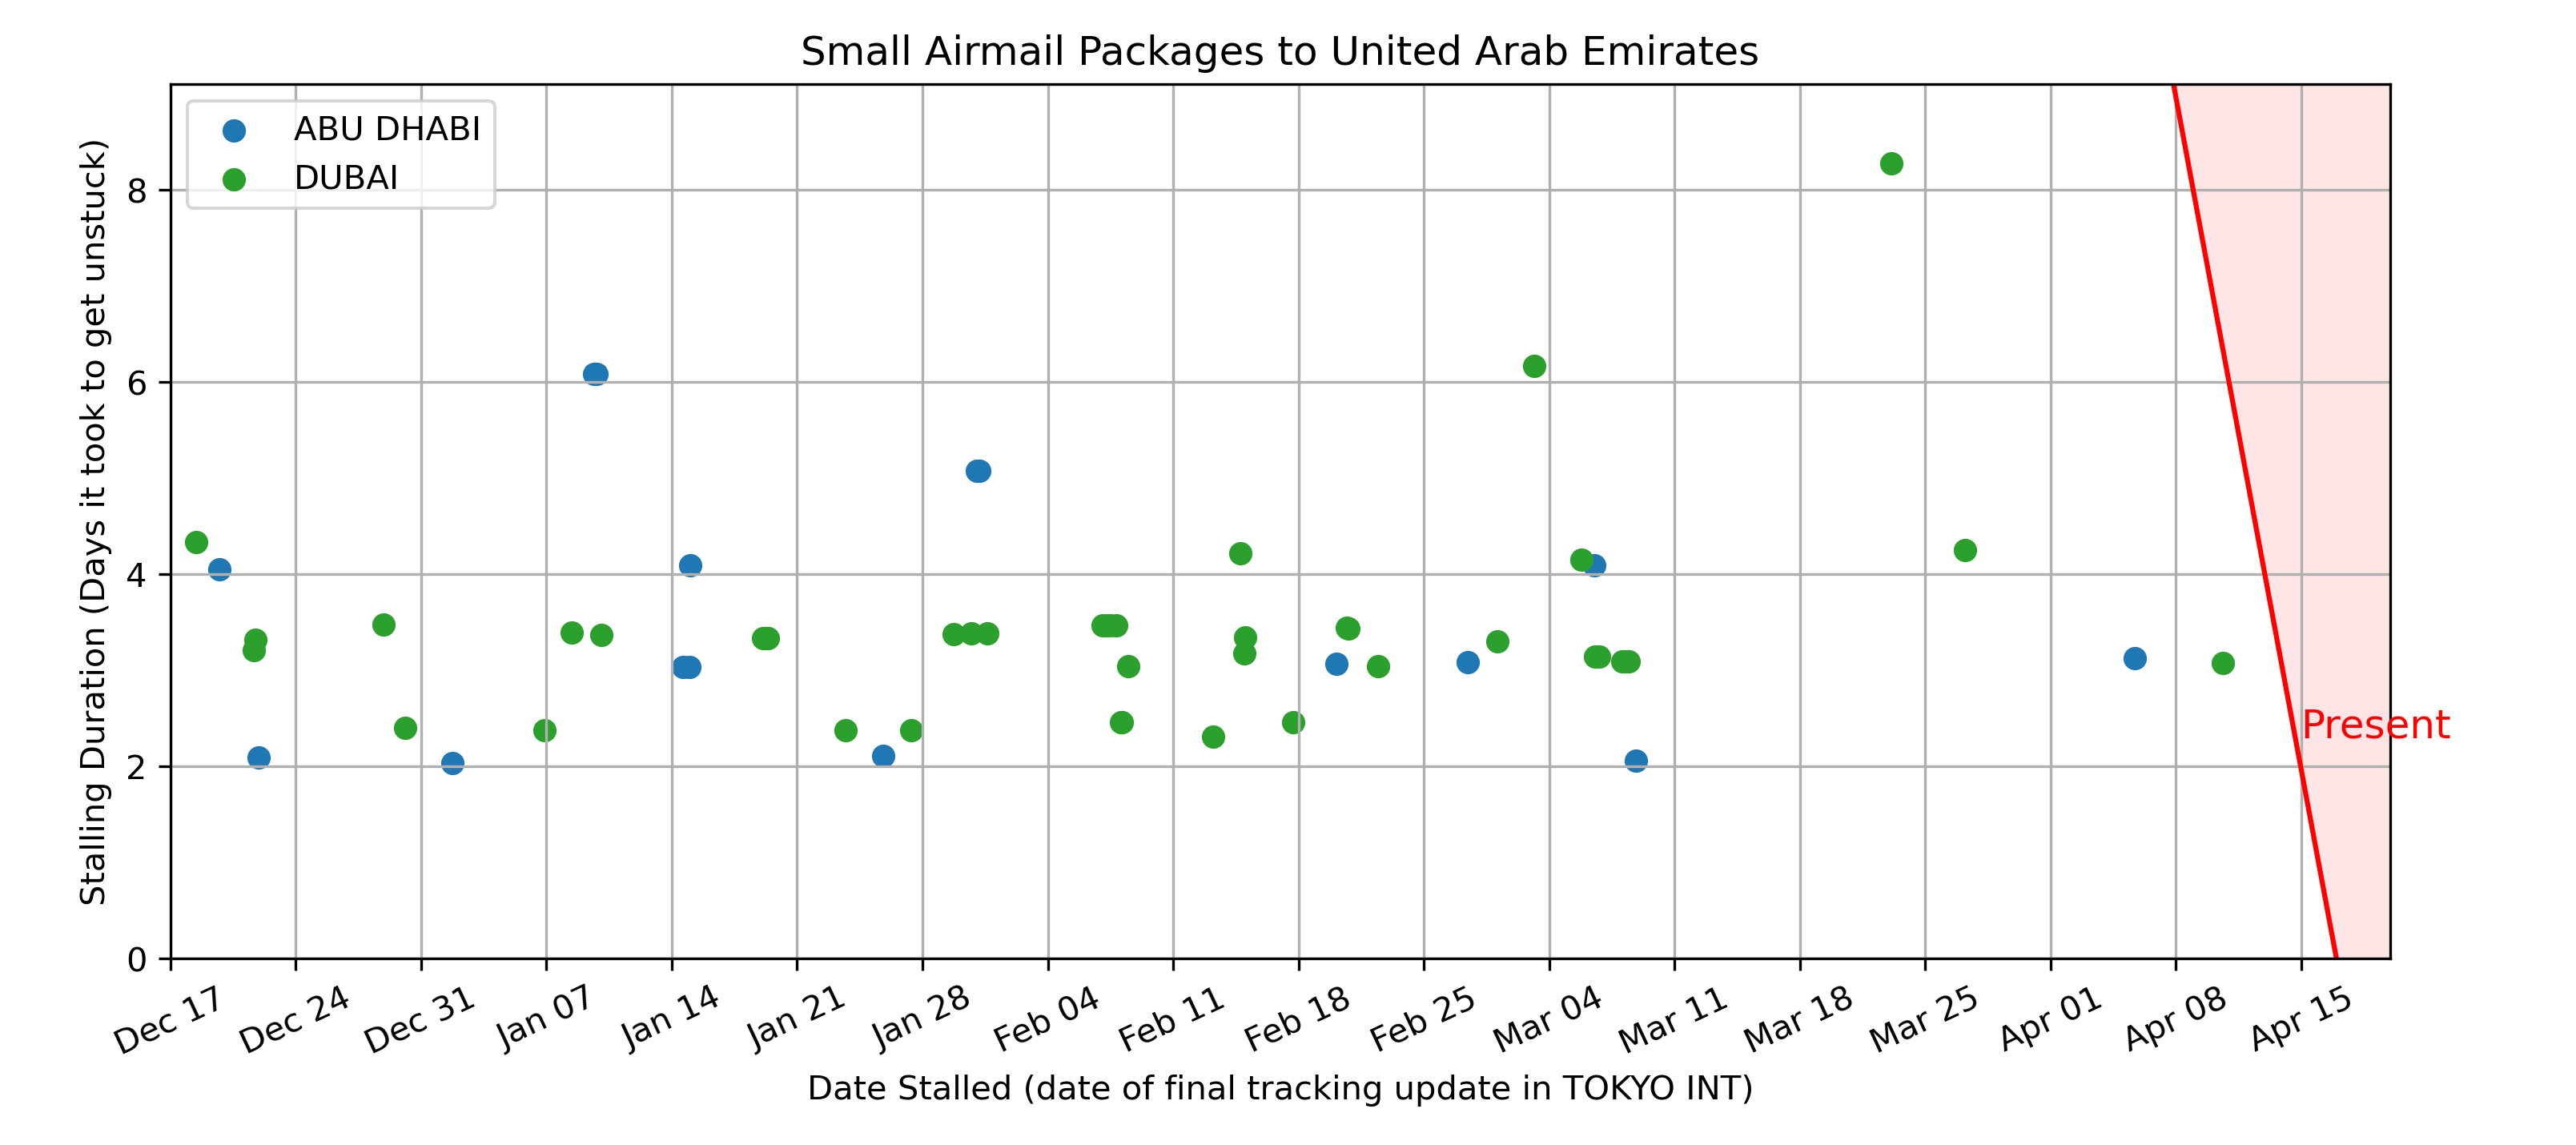 Small Airmail Packages to United Arab Emirates
ABU DHABI
DUBAI
Stalling Duration (Days it took to get unstuck)
8
6
4
2
0
Present
Dec 17
Dec 24
Dec 31
Jan 07
Jan 14
Jan 21
Jan 28
Feb 04
Feb 11
Feb 18
Feb 25
Mar 04
Mar 11
Mar 18
Mar 25
Apr 01
Apr 08
Apr 15
Date Stalled (date of final tracking update in TOKYO INT)